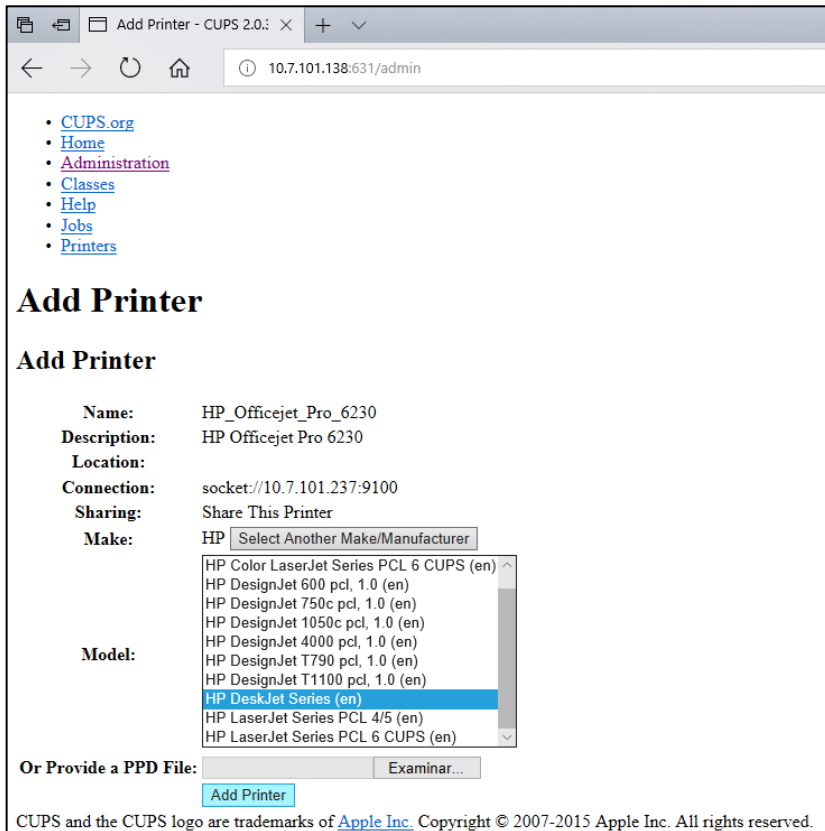 Add Printer - CUPS 2.0.:
10.7.101.138:631/admin
CUPS.org
Home
Administration
Classes
Help
Jobs
Printers
Add Printer
Add Printer
Name: HP_Officejet_Pro_6230
Description: HP Officejet Pro 6230
Location:
Connection: socket://10.7.101.237:9100
Sharing: Share This Printer
Make: HP Select Another Make/Manufacturer
HP Color LaserJet Series PCL 6 CUPS (en)
HP DesignJet 600 pcl, 1.0 (en)
HP DesignJet 750c pcl, 1.0 (en)
HP DesignJet 1050c pcl, 1.0 (en)
HP DesignJet 4000 pcl, 1.0 (en)
Model: HP DesignJet T790 pcl, 1.0 (en)
HP DesignJet T1100 pcl, 1.0 (en)
HP DeskJet Series (en)
HP LaserJet Series PCL 4/5 (en)
HP LaserJet Series PCL 6 CUPS (en)
Or Provide a PPD File: Examinar...
Add Printer
CUPS and the CUPS logo are trademarks of Apple Inc. Copyright © 2007-2015 Apple Inc. All rights reserved.